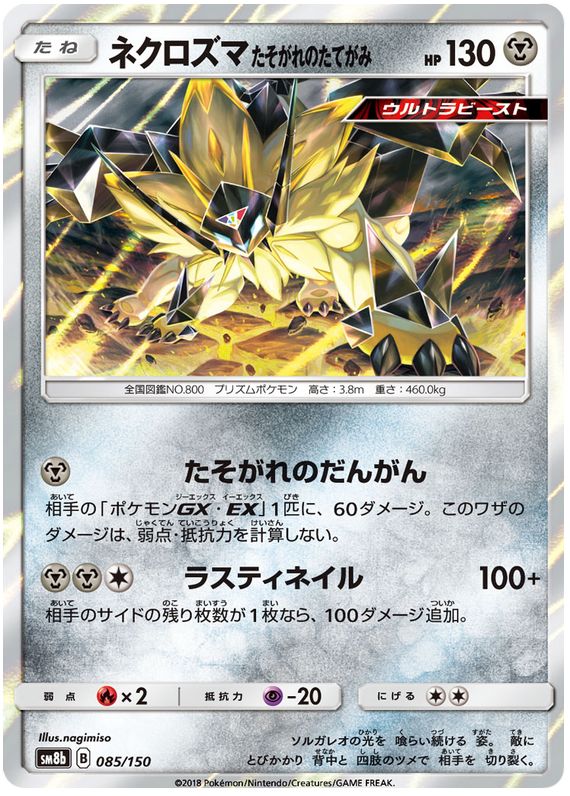 たね ネクロズマ たそがれのたてがみ HP 130
ウルトラビースト
全国図鑑NO.800 プリズムポケモン 高さ:3.8m 重さ:460.0kg
たそがれのだんがん
相手の「ポケモンGX・EX」1匹に、60ダメージ。このワザの
ダメージは、弱点・抵抗力を計算しない。
ラスティネイル 100+
相手のサイドの残り枚数が1枚なら、100ダメージ追加。
弱点 ×2 抵抗力 -20 にげる
Illus.nagimiso
SM8b B 085/150
ソルガレオの光を 喰らい続ける 姿。 敵に
とびかかり 背中と 四肢のツメで 相手を 切り裂く。
©2018 Pokémon/Nintendo/Creatures/GAME FREAK.